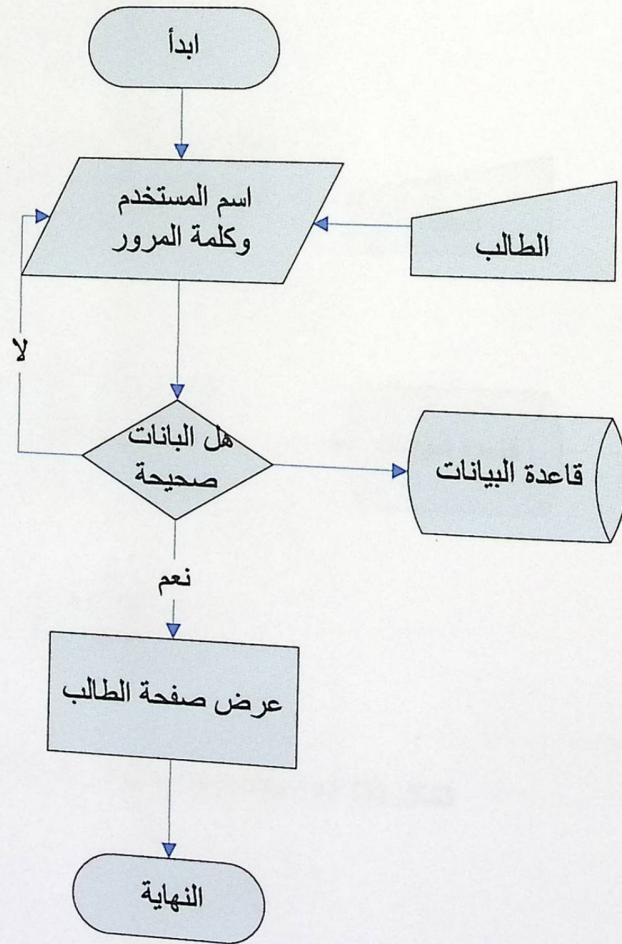 ابدأ
اسم المستخدم
وكلمة المرور
الطالب
لا
هل البانات
صحيحة
قاعدة البيانات
نعم
عرض صفحة الطالب
النهاية